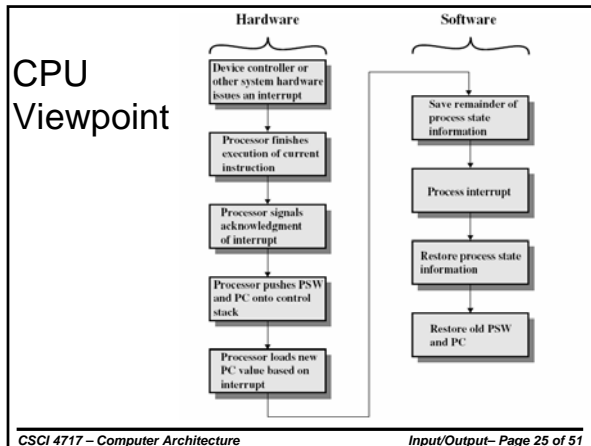 CPU
Viewpoint
Hardware
Device controller or
other system hardware
issues an interrupt
Processor finishes
execution of current
instruction
Processor signals
acknowledgment
of interrupt
Processor pushes PSW
and PC onto control
stack
Processor loads new
PC value based on
interrupt
Software
Save remainder of
process state
information
Process interrupt
Restore process state
information
Restore old PSW
and PC
CSCI 4717 – Computer Architecture
Input/Output– Page 25 of 51